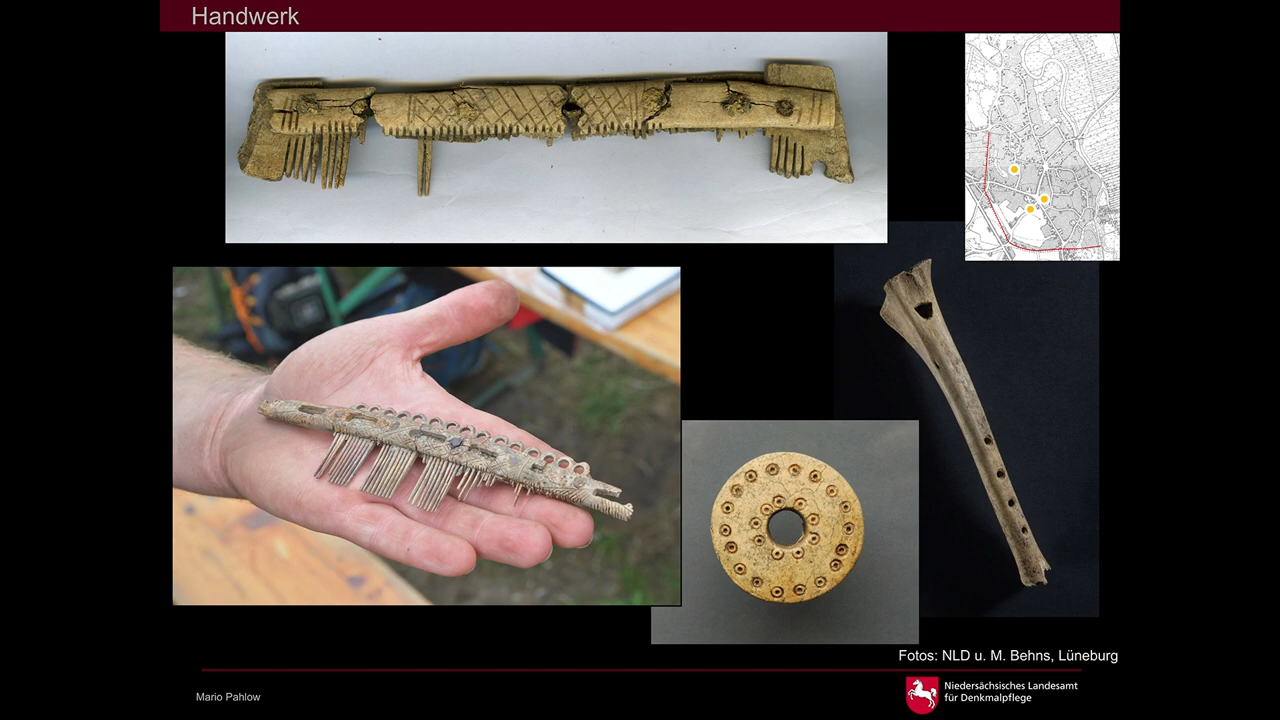 Handwerk
Fotos: NLD u. M. Behns, Lüneburg
Mario Pahlow
Niedersächsisches Landesamt
für Denkmalpflege